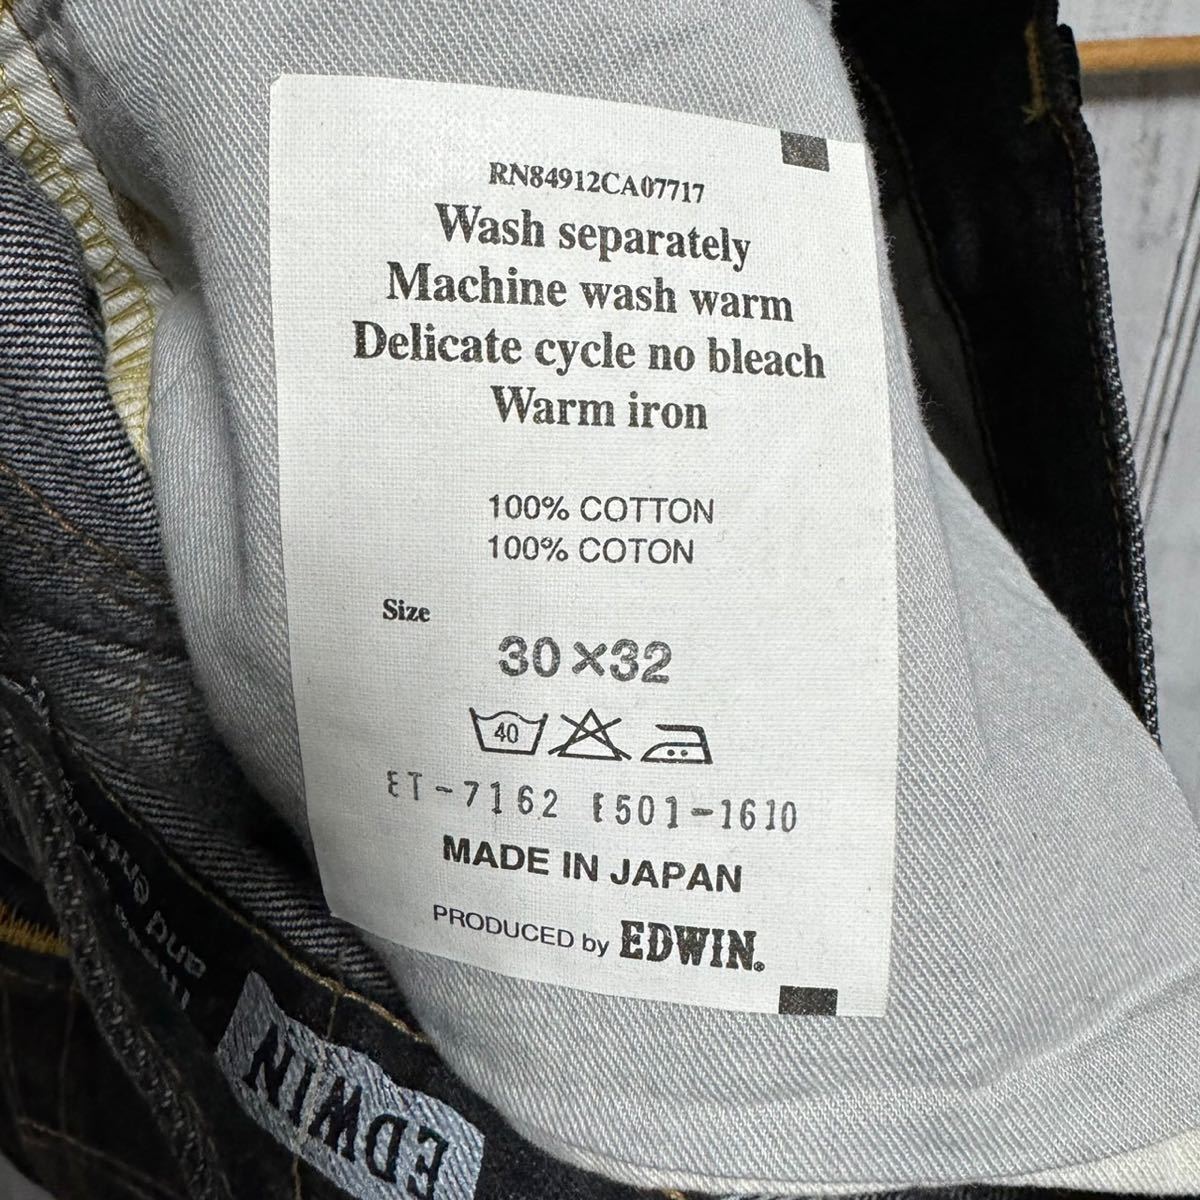 RN84912CA07717
Wash separately
Machine wash warm
Delicate cycle no bleach
Warm iron
100% COTTON
100% COTON
Size
30×32
40
ET-7162 E501-1610
MADE IN JAPAN
PRODUCED by EDWIN®
and
EDWIN